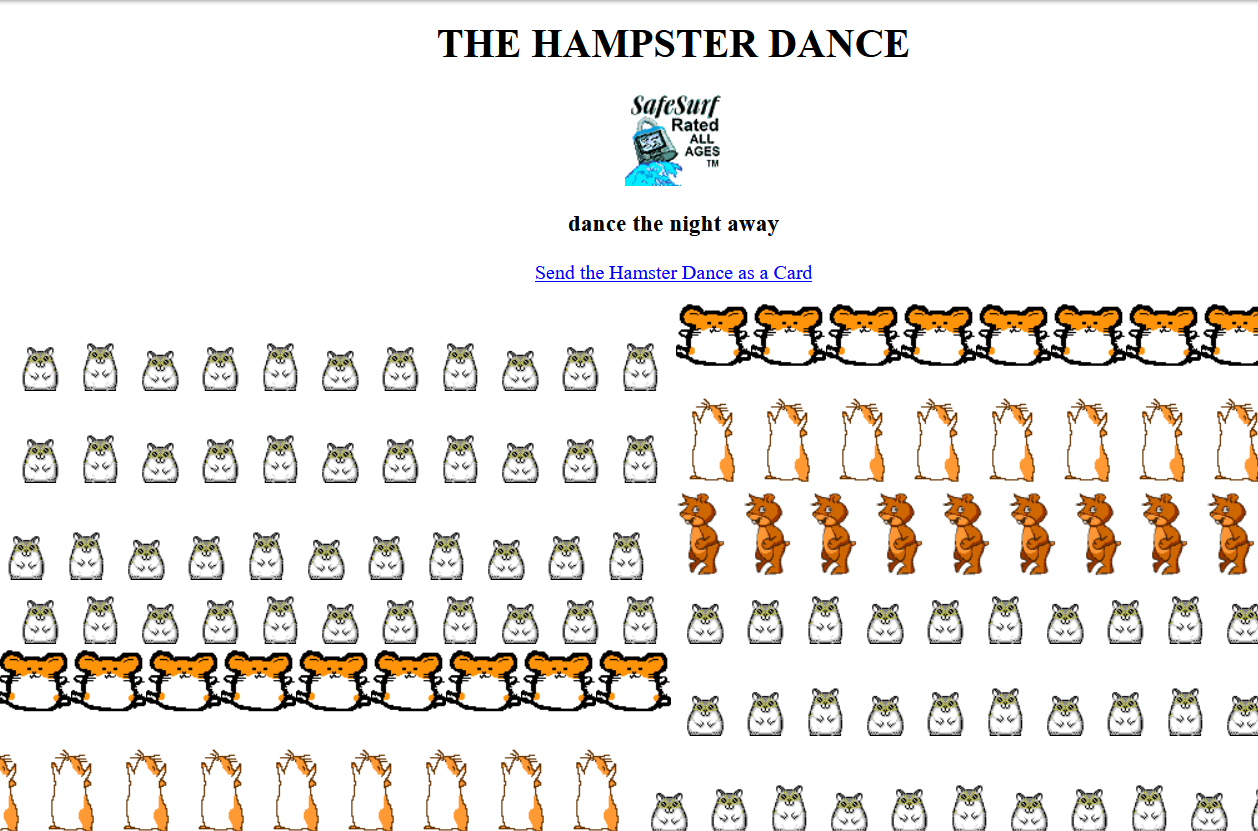 THE HAMPSTER DANCE
SafeSurf
Rated
ALL
AGES
TM
dance the night away
Send the Hamster Dance as a Card